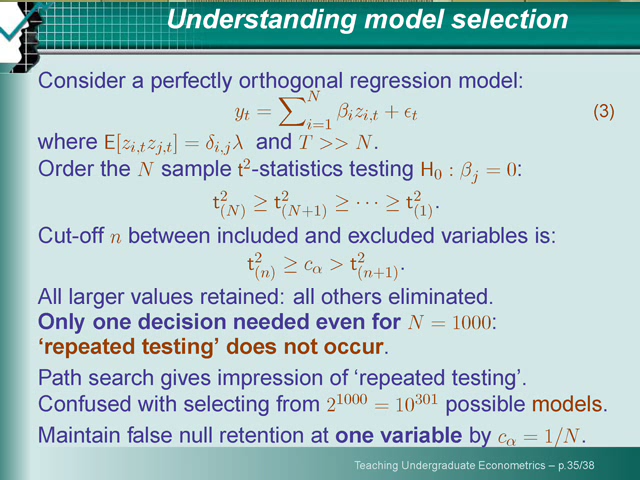 Understanding model selection
Consider a perfectly orthogonal regression model:
y_t = ∑_{i=1}^{N} β_i z_{i,t} + ϵ_t (3)
where E[z_{i,t} z_{j,t}] = δ_{i,j} λ and T >> N.
Order the N sample t²-statistics testing H_0 : β_j = 0:
t²_{(N)} ≥ t²_{(N+1)} ≥ ··· ≥ t²_{(1)}.
Cut-off n between included and excluded variables is:
t²_{(n)} ≥ c_α > t²_{(n+1)}.
All larger values retained: all others eliminated.
Only one decision needed even for N = 1000:
‘repeated testing’ does not occur.
Path search gives impression of ‘repeated testing’.
Confused with selecting from 2^{1000} = 10^{301} possible models.
Maintain false null retention at one variable by c_α = 1/N.
Teaching Undergraduate Econometrics – p.35/38